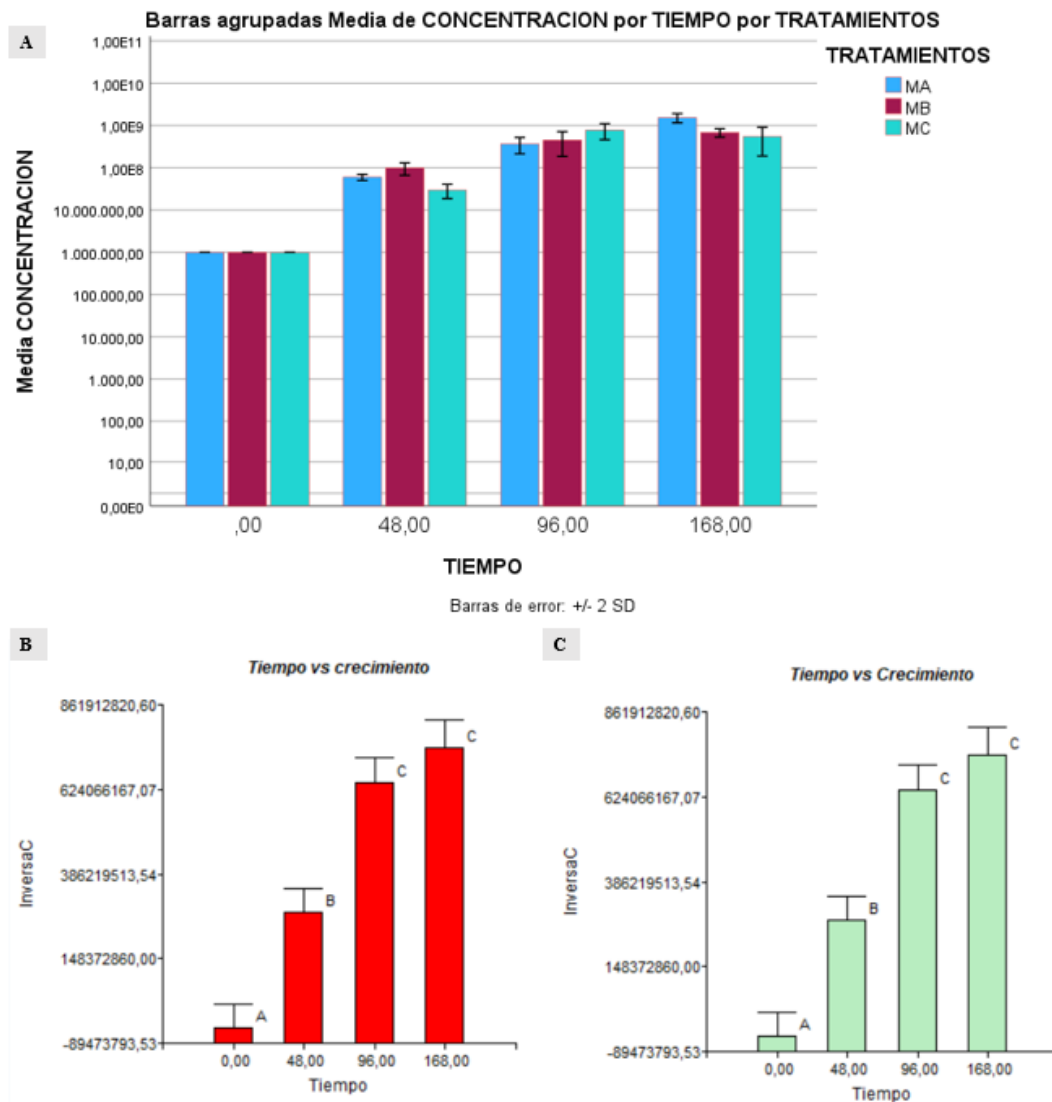 Barras agrupadas Media de CONCENTRACION por TIEMPO por TRATAMIENTOS
A
TRATAMIENTOS
MA
MB
MC
Media CONCENTRACION
1,00E11
1,00E10
1,00E9
1,00E8
10.000.000,00
1.000.000,00
100.000,00
10.000,00
1.000,00
100,00
10,00
0,00E0
,00 48,00 96,00 168,00
TIEMPO
Barras de error: +/- 2 SD
B
Tiempo vs crecimiento
InversaC
861912820,60
624066167,07
386219513,54
148372860,00
-89473793,53
A
B
C
C
0,00 48,00 96,00 168,00
Tiempo
C
Tiempo vs Crecimiento
InversaC
861912820,60
624066167,07
386219513,54
148372860,00
-89473793,53
A
B
C
C
0,00 48,00 96,00 168,00
Tiempo